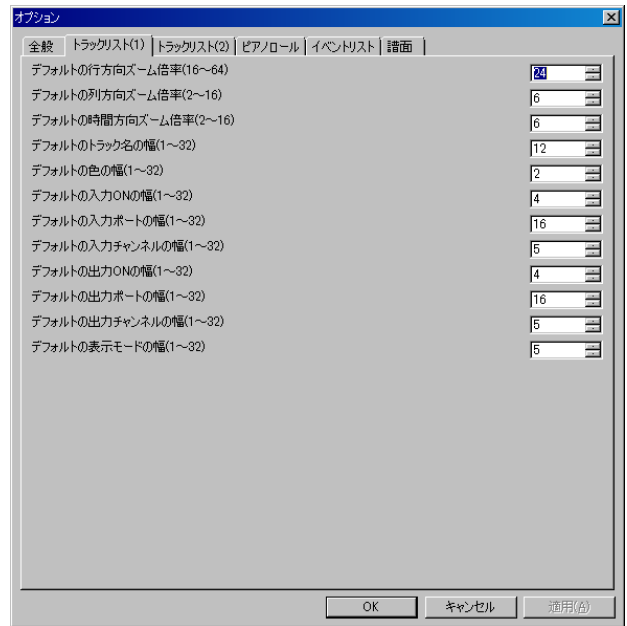 オプション
全般 トラックリスト(1) トラックリスト(2) ピアノロール イベントリスト 譜面
デフォルトの行方向ズーム倍率(16～64) 24
デフォルトの列方向ズーム倍率(2～16) 6
デフォルトの時間方向ズーム倍率(2～16) 6
デフォルトのトラック名の幅(1～32) 12
デフォルトの色の幅(1～32) 2
デフォルトの入力ONの幅(1～32) 4
デフォルトの入力ポートの幅(1～32) 16
デフォルトの入力チャンネルの幅(1～32) 5
デフォルトの出力ONの幅(1～32) 4
デフォルトの出力ポートの幅(1～32) 16
デフォルトの出力チャンネルの幅(1～32) 5
デフォルトの表示モードの幅(1～32) 5
OK キャンセル 適用(A)